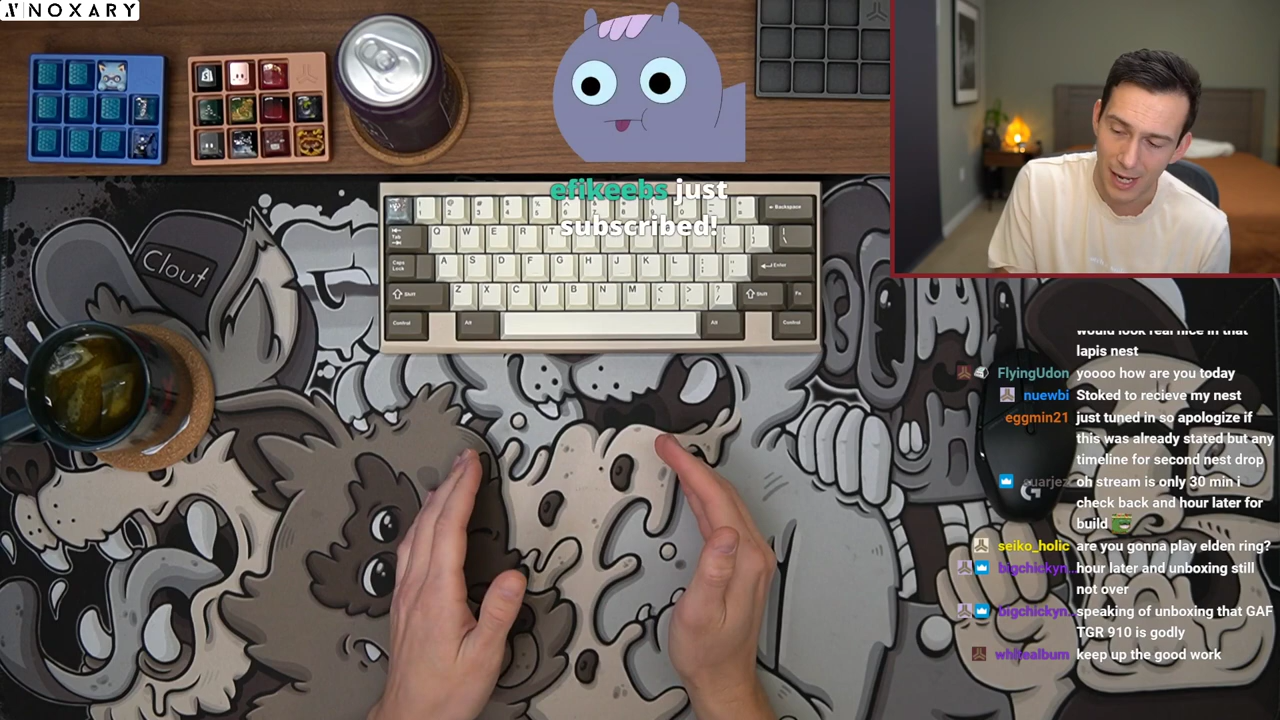 NOXARY
Clout
efikeebs just
subscribed!
Backspace
Tab
Q W E R T
Caps
Lock
A S D F G H J K L
Enter
Shift Z X C V B N M Shift Fn
Control Alt Alt Control
would look real nice in that
lapis nest
FlyingUdon yoooo how are you today
nuewbi Stoked to recieve my nest
eggmin21 just tuned in so apologize if
this was already stated but any
timeline for second nest drop
suarjez oh stream is only 30 min i
check back and hour later for
build
seiko_holic are you gonna play elden ring?
bigchickyn... hour later and unboxing still
not over
bigchickyn... speaking of unboxing that GAF
TGR 910 is godly
whitealbum keep up the good work